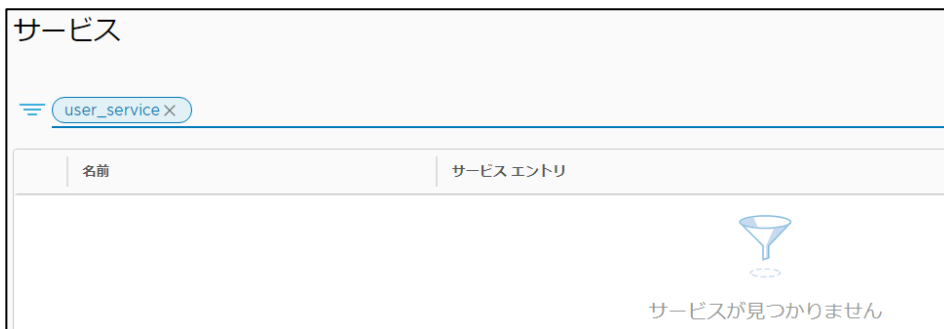 サービス
user_service ×
名前 サービス エントリ
サービスが見つかりません